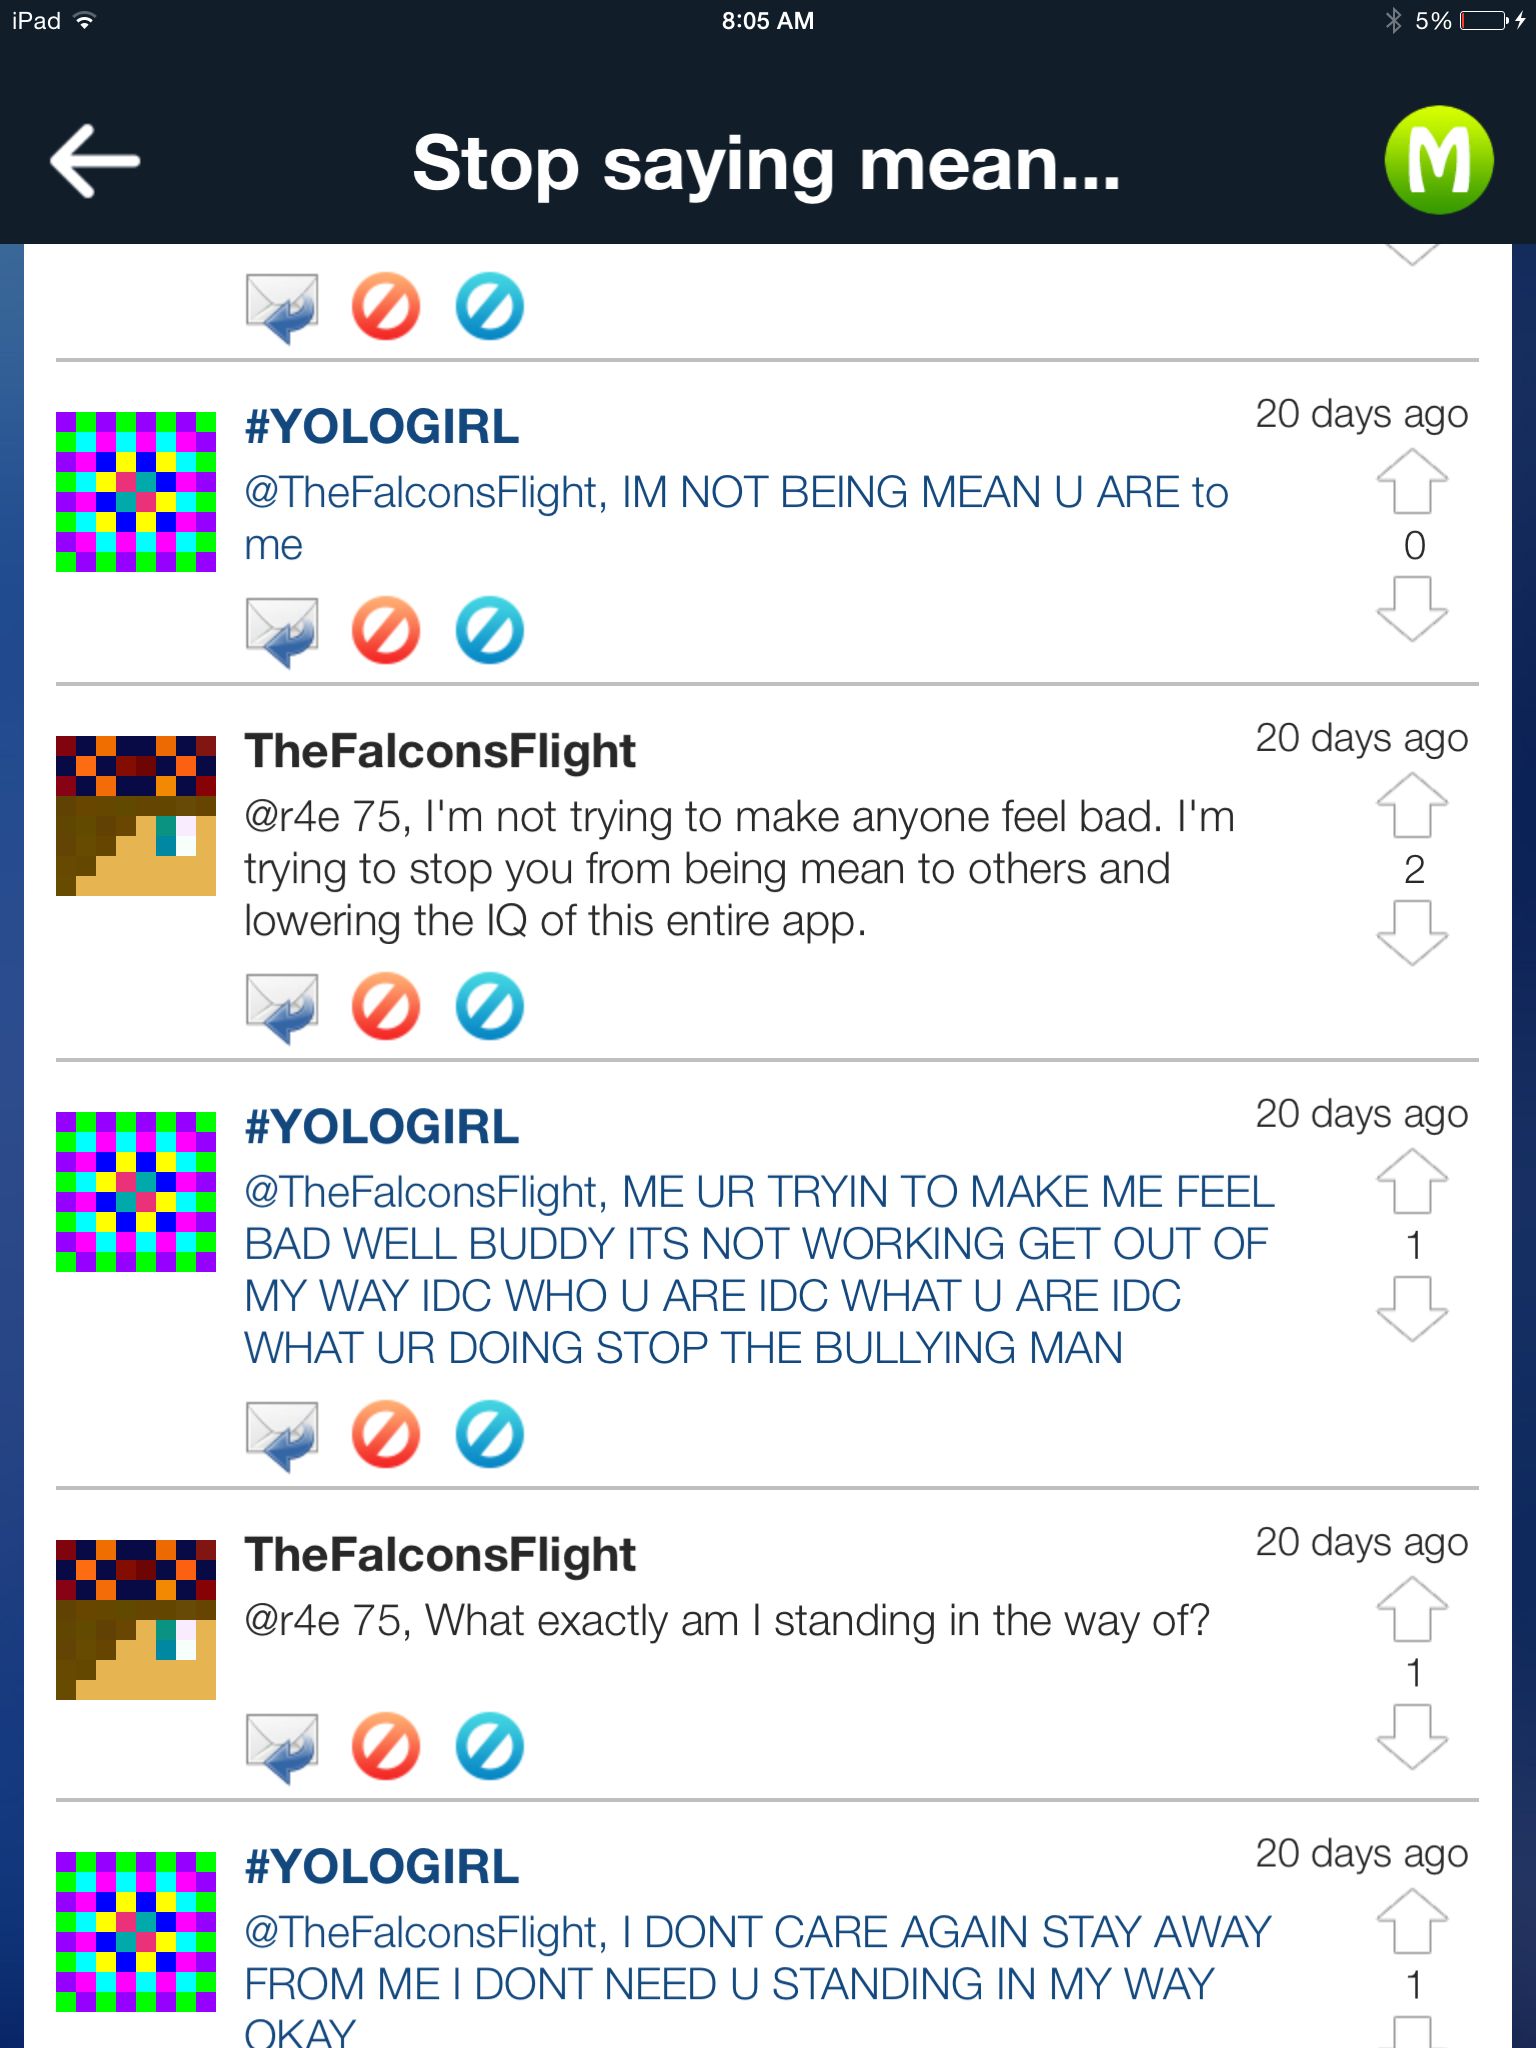 iPad 8:05 AM 5%
Stop saying mean... M
#YOLOGIRL 20 days ago
@TheFalconsFlight, IM NOT BEING MEAN U ARE to
me
0
TheFalconsFlight 20 days ago
@r4e 75, I'm not trying to make anyone feel bad. I'm
trying to stop you from being mean to others and
lowering the IQ of this entire app.
2
#YOLOGIRL 20 days ago
@TheFalconsFlight, ME UR TRYIN TO MAKE ME FEEL
BAD WELL BUDDY ITS NOT WORKING GET OUT OF
MY WAY IDC WHO U ARE IDC WHAT U ARE IDC
WHAT UR DOING STOP THE BULLYING MAN
1
TheFalconsFlight 20 days ago
@r4e 75, What exactly am I standing in the way of?
1
#YOLOGIRL 20 days ago
@TheFalconsFlight, I DONT CARE AGAIN STAY AWAY
FROM ME I DONT NEED U STANDING IN MY WAY
OKAY
1